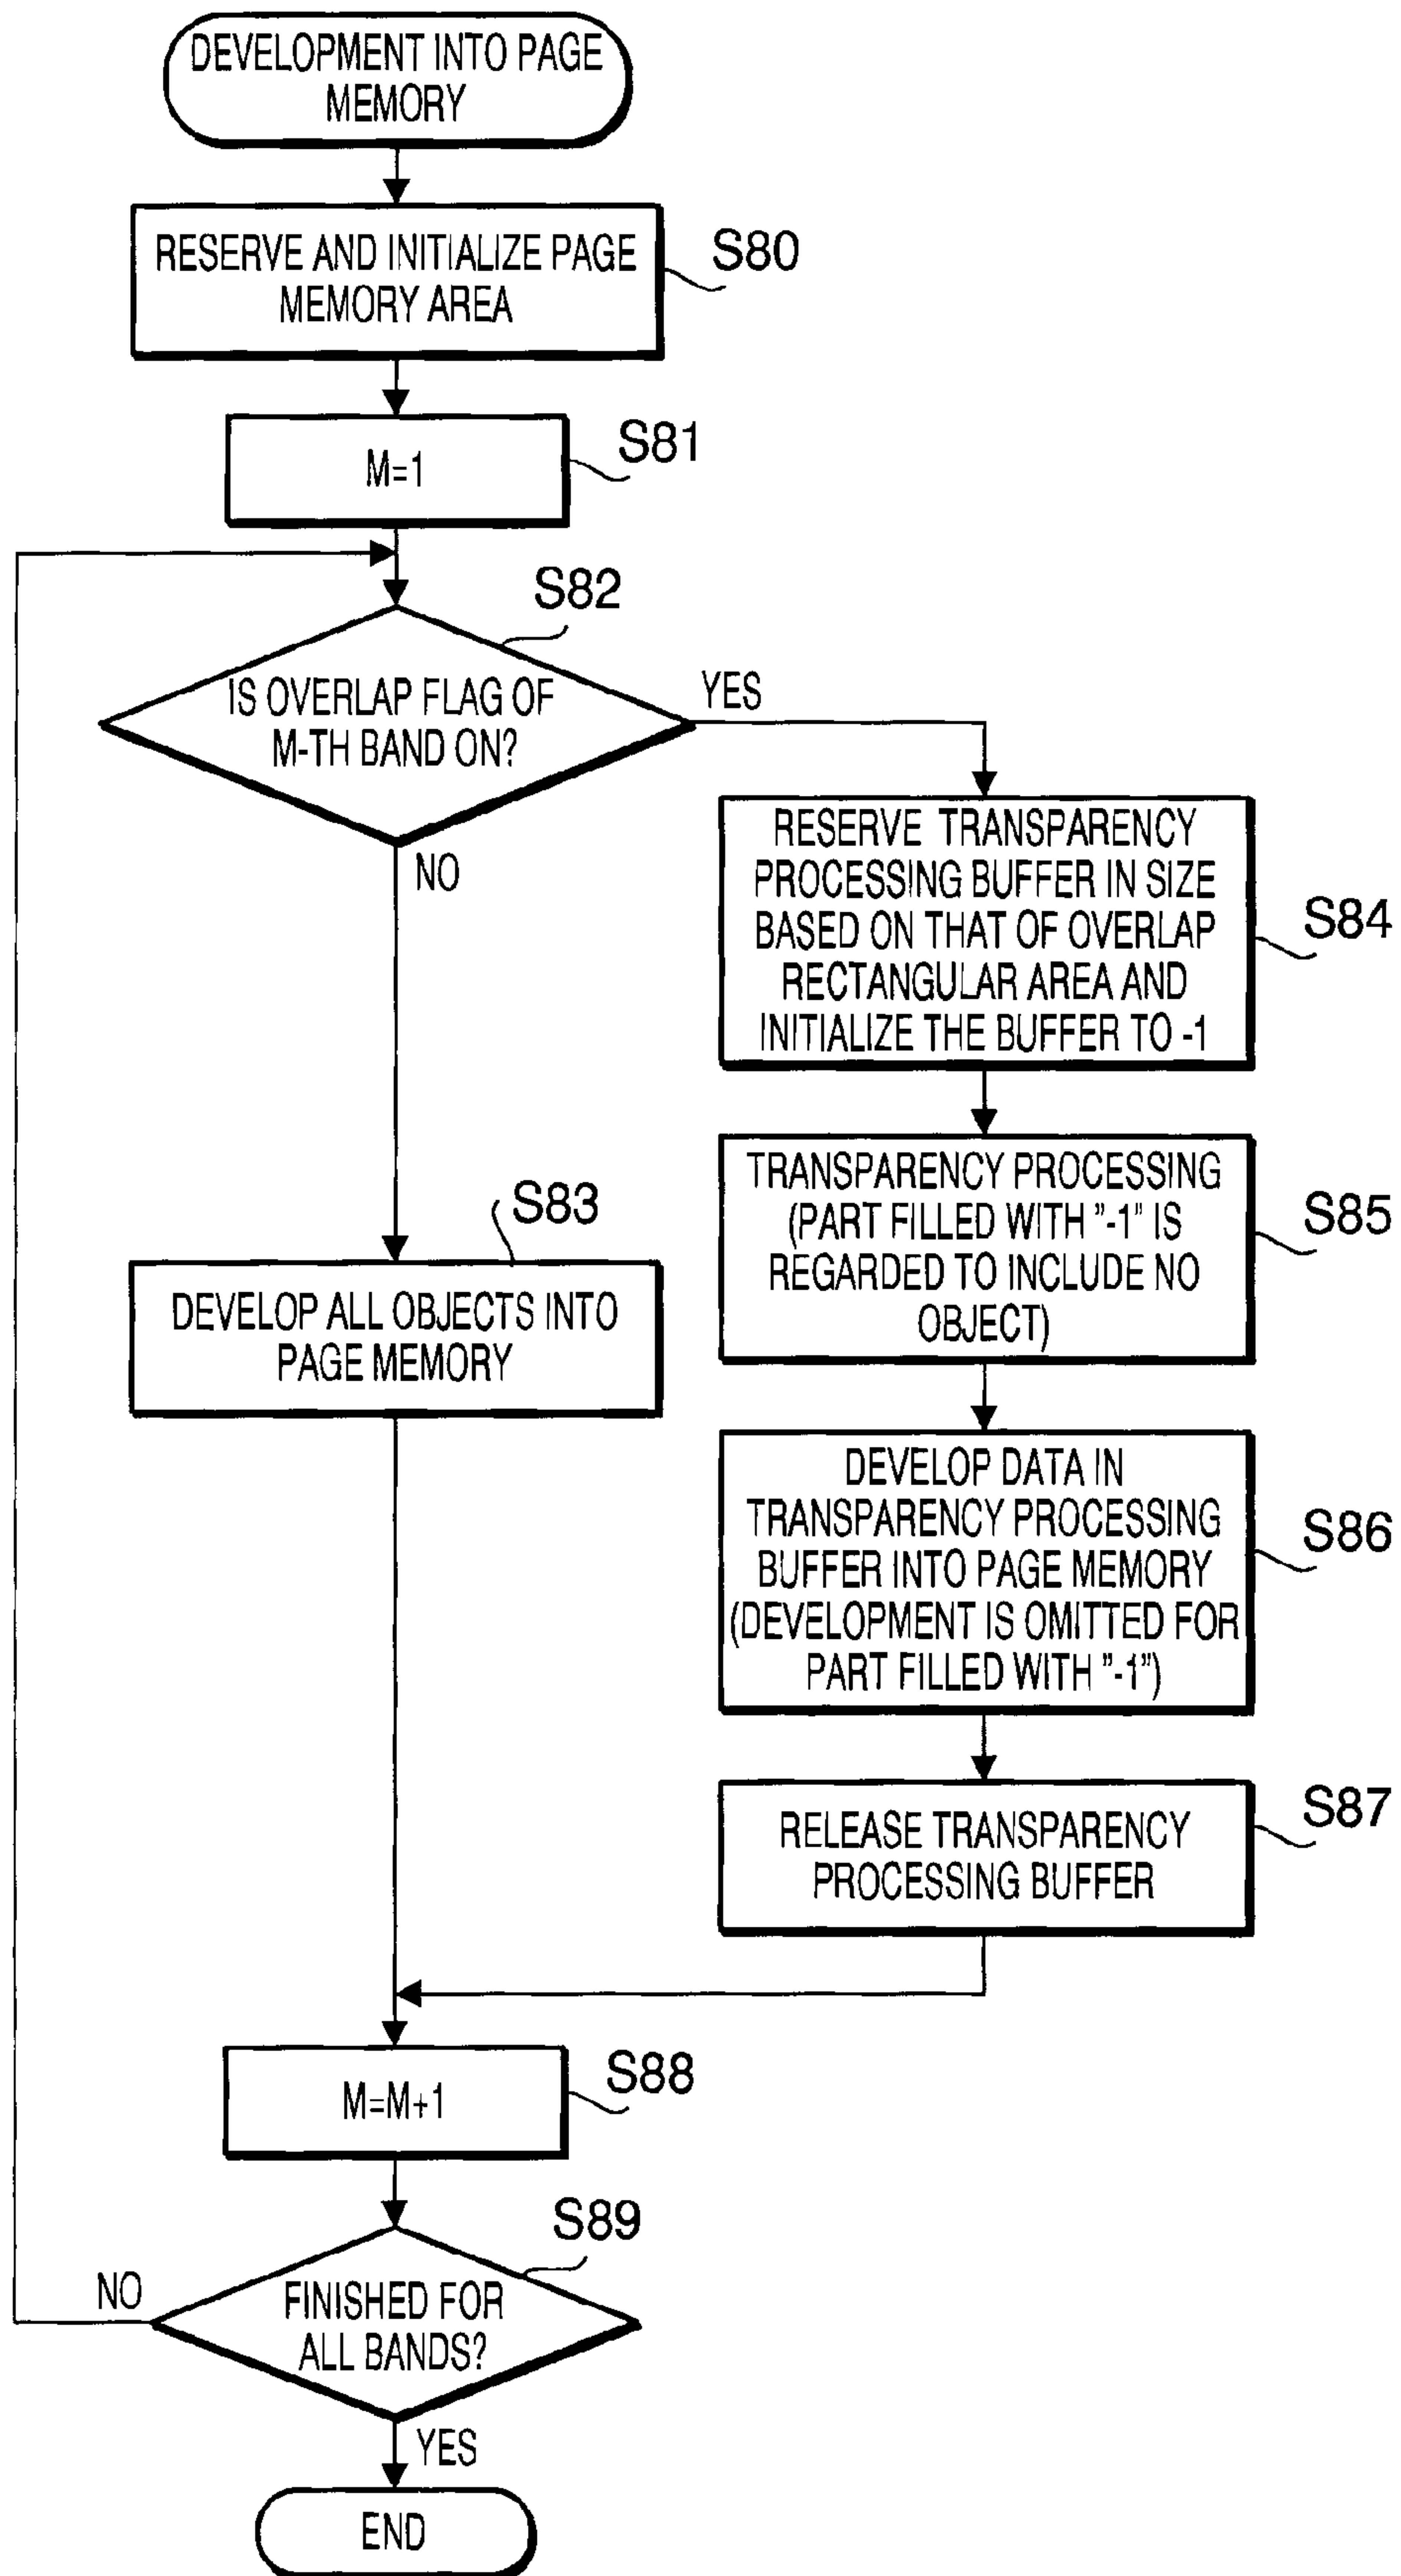 DEVELOPMENT INTO PAGE
MEMORY
RESERVE AND INITIALIZE PAGE
MEMORY AREA
S80
M=1
S81
S82
IS OVERLAP FLAG OF
M-TH BAND ON?
YES
NO
S83
DEVELOP ALL OBJECTS INTO
PAGE MEMORY
RESERVE TRANSPARENCY
PROCESSING BUFFER IN SIZE
BASED ON THAT OF OVERLAP
RECTANGULAR AREA AND
INITIALIZE THE BUFFER TO -1
S84
TRANSPARENCY PROCESSING
(PART FILLED WITH "-1" IS
REGARDED TO INCLUDE NO
OBJECT)
S85
DEVELOP DATA IN
TRANSPARENCY PROCESSING
BUFFER INTO PAGE MEMORY
(DEVELOPMENT IS OMITTED FOR
PART FILLED WITH "-1")
S86
RELEASE TRANSPARENCY
PROCESSING BUFFER
S87
M=M+1
S88
S89
FINISHED FOR
ALL BANDS?
NO
YES
END